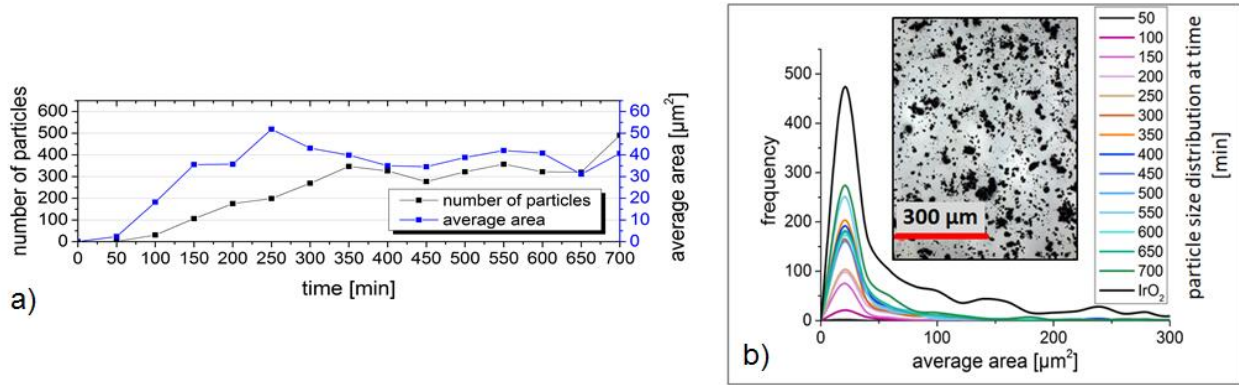 number of particles
600
500
400
300
200
100
0
60
50
40
30
20
10
0
average area [µm²]
number of particles
average area
0 50 100 150 200 250 300 350 400 450 500 550 600 650 700
time [min]
a)
frequency
500
400
300
200
100
0
0 100 200 300
average area [µm²]
300 µm
50
100
150
200
250
300
350
400
450
500
550
600
650
700
IrO₂
particle size distribution at time
[min]
b)